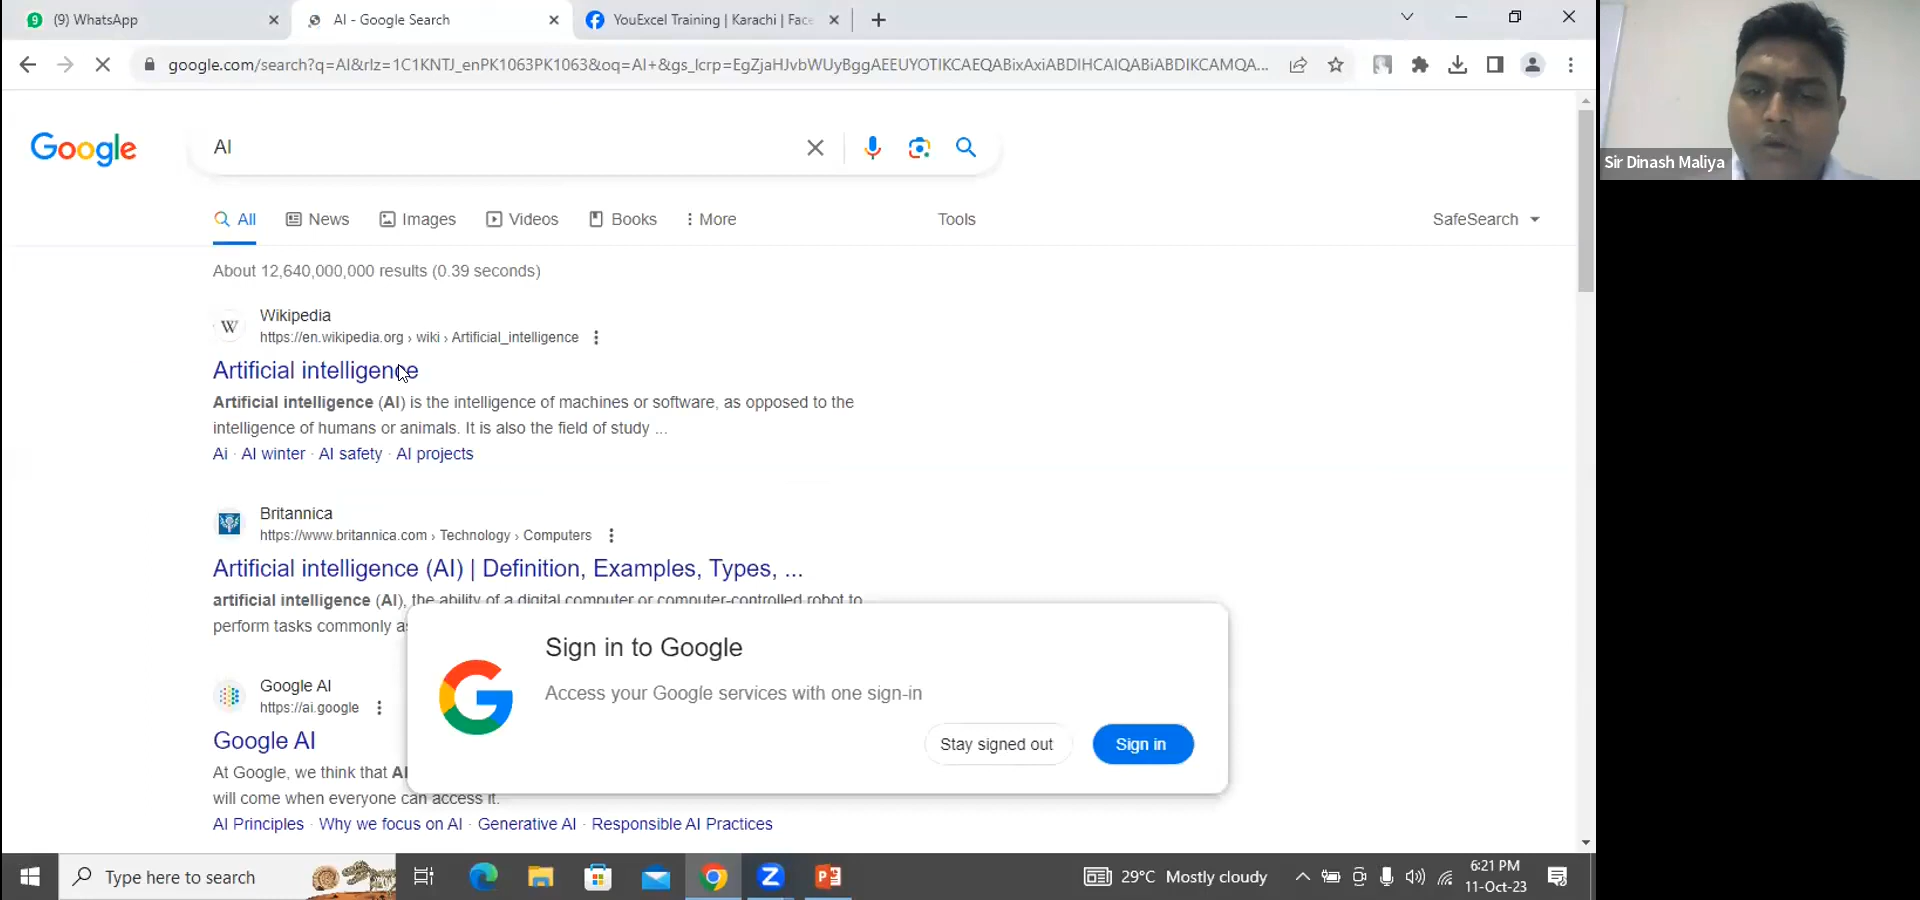 (9) WhatsApp
AI - Google Search
YouExcel Training | Karachi | Face
google.com/search?q=AI&rlz=1C1KNTJ_enPK1063PK1063&oq=AI+&gs_lcrp=EgZjaHJvbWUyBggAEEUYOTIKCAEQABixAxiABDIHCAIQABiABDIKCAMQA...
Sir Dinash Maliya
Google
AI
All
News
Images
Videos
Books
More
Tools
SafeSearch
About 12,640,000,000 results (0.39 seconds)
W
Wikipedia
https://en.wikipedia.org › wiki › Artificial_intelligence
Artificial intelligence
Artificial intelligence (AI) is the intelligence of machines or software, as opposed to the
intelligence of humans or animals. It is also the field of study ...
Ai · AI winter · AI safety · AI projects
Britannica
https://www.britannica.com › Technology › Computers
Artificial intelligence (AI) | Definition, Examples, Types, ...
artificial intelligence (AI), the ability of a digital computer or computer-controlled robot to
perform tasks commonly as
Sign in to Google
Access your Google services with one sign-in
Stay signed out
Sign in
Google AI
https://ai.google
Google AI
At Google, we think that AI
will come when everyone can access it.
AI Principles · Why we focus on AI · Generative AI · Responsible AI Practices
Type here to search
29°C Mostly cloudy
6:21 PM
11-Oct-23